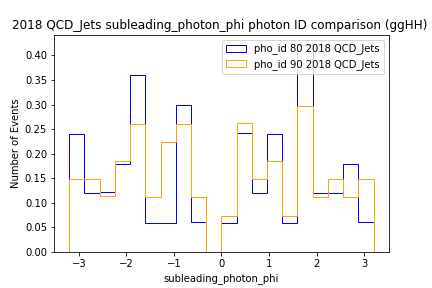 2018 QCD_Jets subleading_photon_phi photon ID comparison (ggHH)
pho_id 80 2018 QCD_Jets
pho_id 90 2018 QCD_Jets
Number of Events
0.40
0.35
0.30
0.25
0.20
0.15
0.10
0.05
0.00
−3 −2 −1 0 1 2 3
subleading_photon_phi